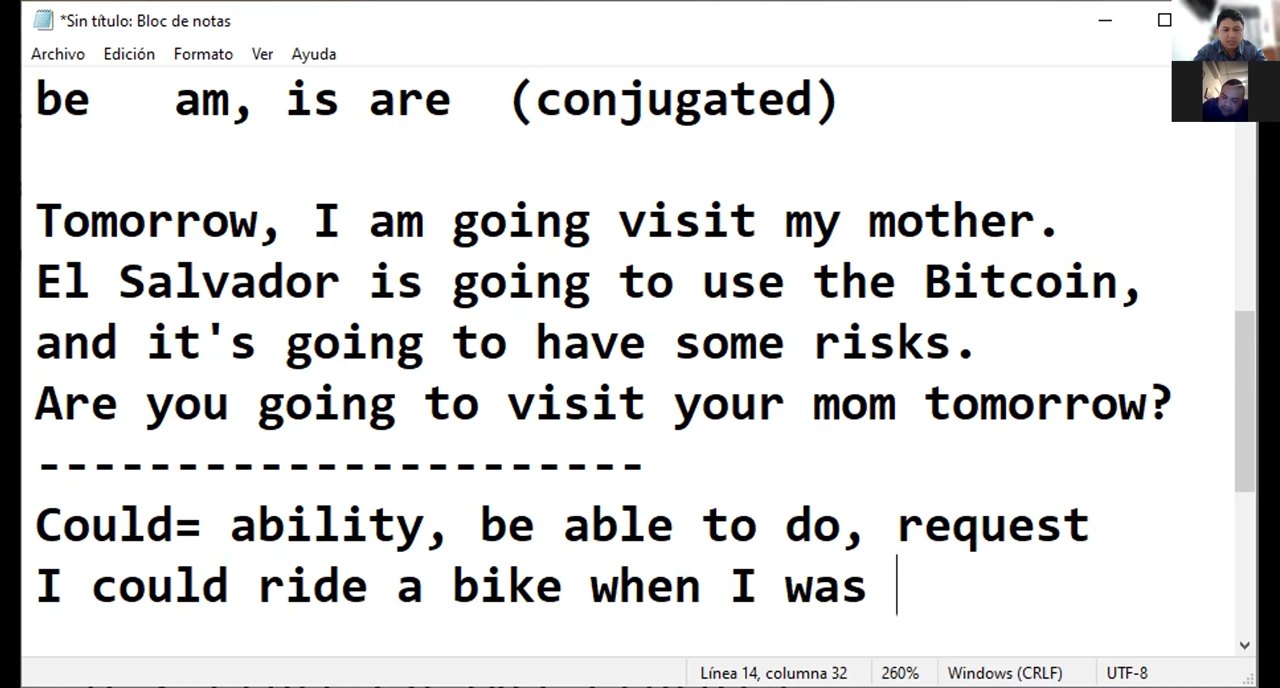 *Sin título: Bloc de notas
Archivo Edición Formato Ver Ayuda
be am, is are (conjugated)
Tomorrow, I am going visit my mother.
El Salvador is going to use the Bitcoin,
and it's going to have some risks.
Are you going to visit your mom tomorrow?
----------------------
Could= ability, be able to do, request
I could ride a bike when I was
Línea 14, columna 32 260% Windows (CRLF) UTF-8